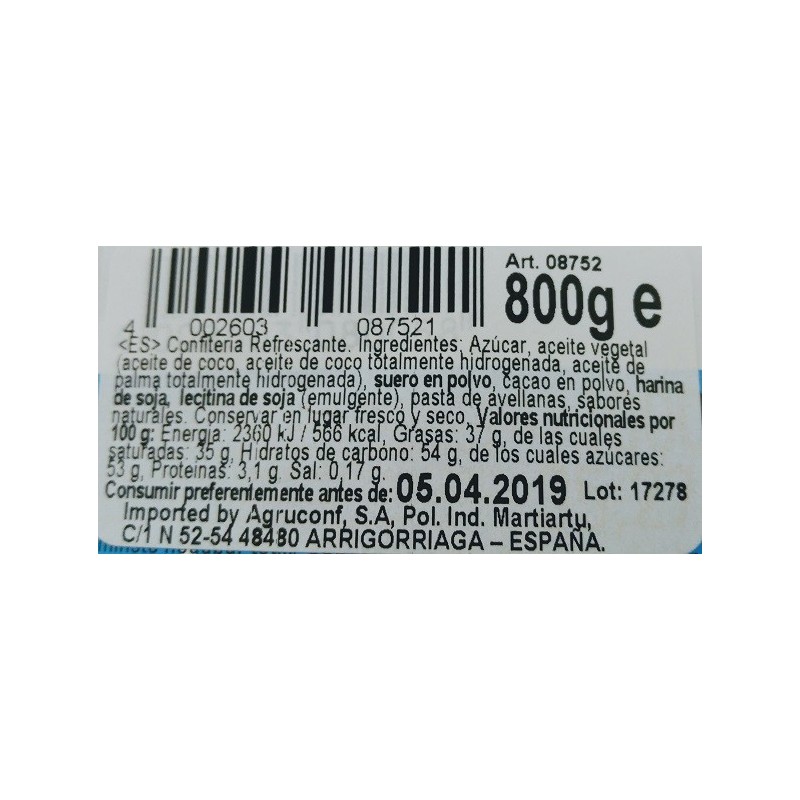 Art. 08752
800g e
4 002603 087521
<ES> Confitería Refrescante. Ingredientes: Azúcar, aceite vegetal
(aceite de coco, aceite de coco totalmente hidrogenada, aceite de
palma totalmente hidrogenada), suero en polvo, cacao en polvo, harina
de soja, lecitina de soja (emulgente), pasta de avellanas, sabores
naturales. Conservar en lugar fresco y seco. Valores nutricionales por
100 g: Energía: 2360 kJ / 566 kcal, Grasas: 37 g, de las cuales
saturadas: 35 g, Hidratos de carbono: 54 g, de los cuales azúcares:
53 g, Proteinas: 3,1 g. Sal: 0,17 g.
Consumir preferentemente antes de: 05.04.2019 Lot: 17278
Imported by Agruconf, S.A, Pol. Ind. Martiartu,
C/1 N 52-54 48480 ARRIGORRIAGA – ESPAÑA.